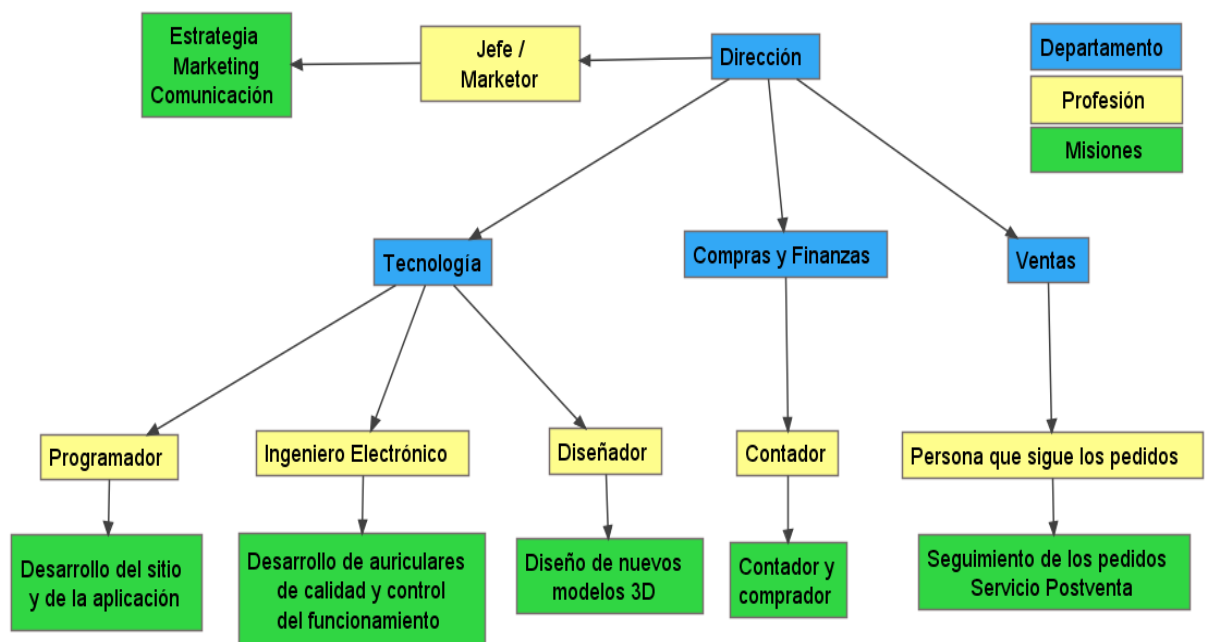 Estrategia
Marketing
Comunicación
Jefe /
Marketor
Dirección
Departamento
Profesión
Misiones
Tecnología
Compras y Finanzas
Ventas
Programador
Ingeniero Electrónico
Diseñador
Contador
Persona que sigue los pedidos
Desarrollo del sitio
y de la aplicación
Desarrollo de auriculares
de calidad y control
del funcionamiento
Diseño de nuevos
modelos 3D
Contador y
comprador
Seguimiento de los pedidos
Servicio Postventa